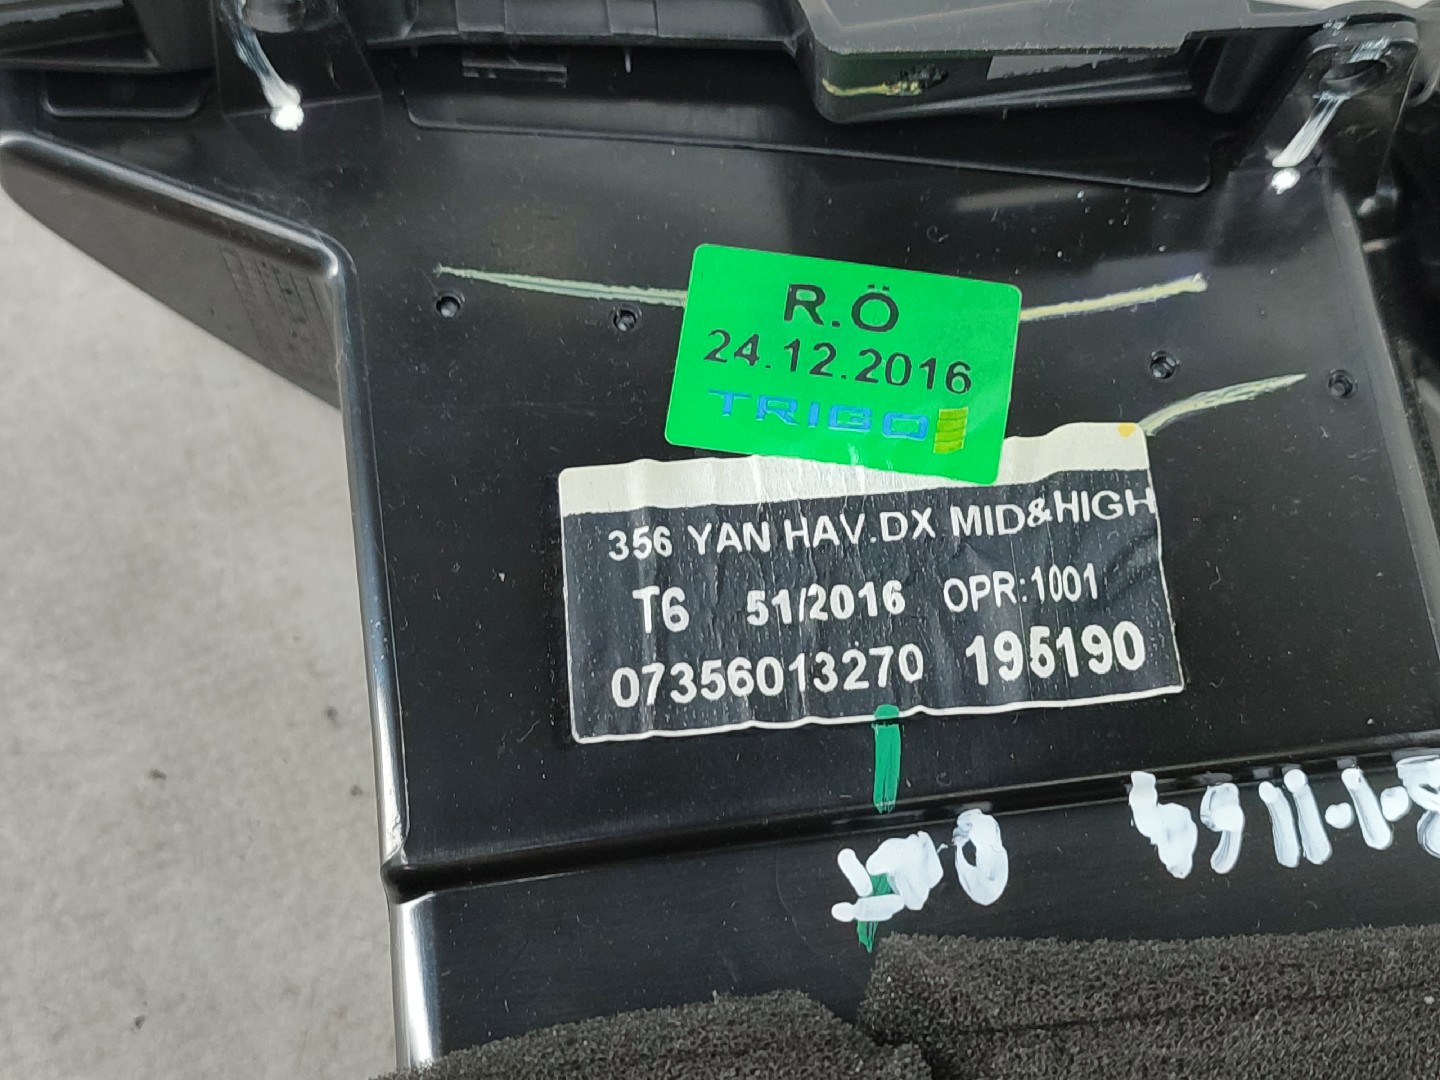 R.Ö
24.12.2016
TRIBO
356 YAN HAV.DX MID&HIGH
T6 51/2016 OPR:1001
07356013270 195190